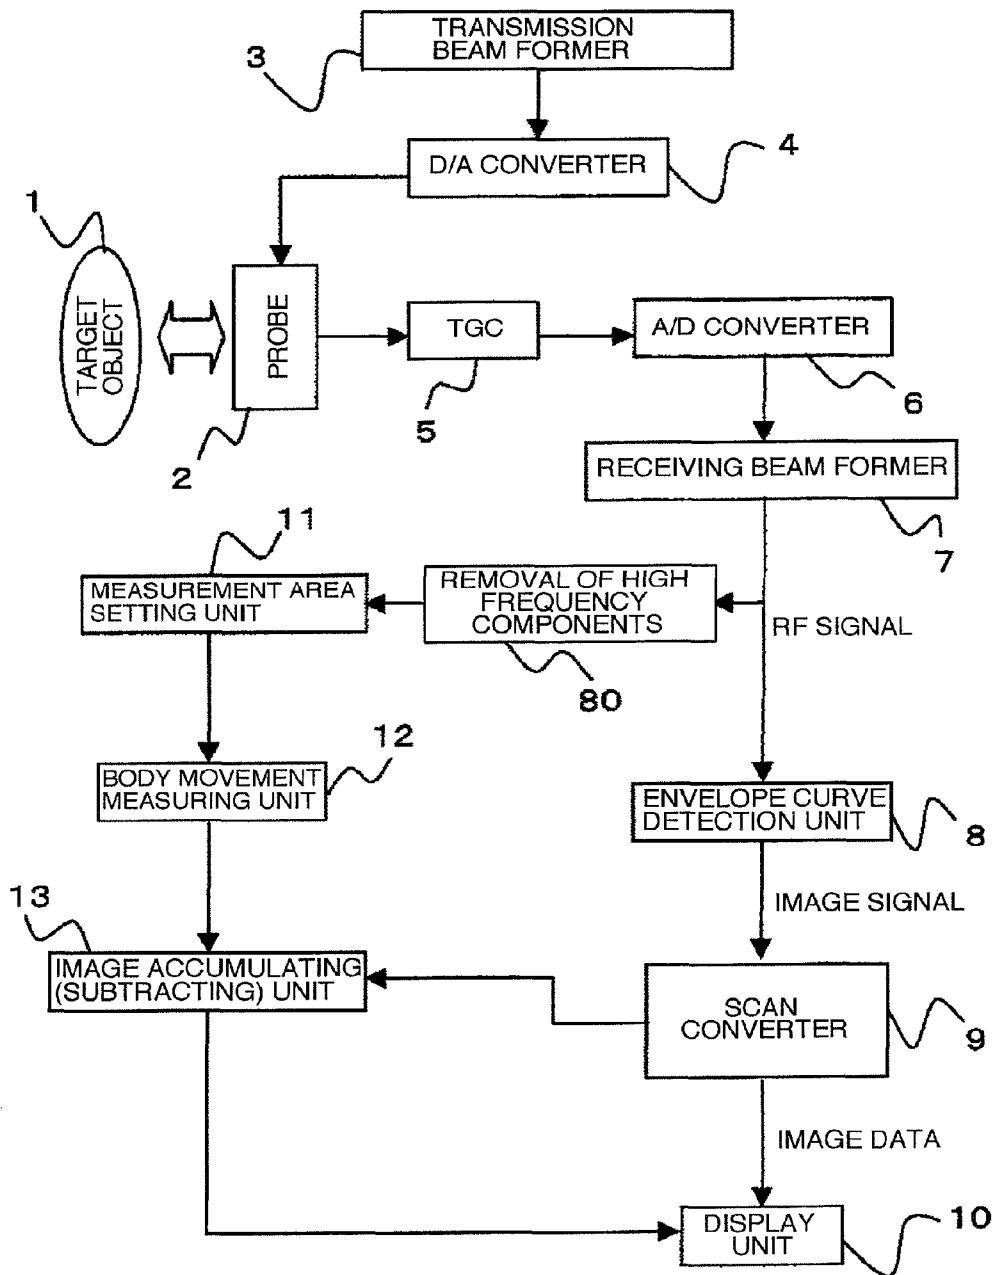 TRANSMISSION
BEAM FORMER
3
D/A CONVERTER
4
1
TARGET
OBJECT
PROBE
2
TGC
5
A/D CONVERTER
6
RECEIVING BEAM FORMER
7
11
MEASUREMENT AREA
SETTING UNIT
REMOVAL OF HIGH
FREQUENCY
COMPONENTS
80
RF SIGNAL
12
BODY MOVEMENT
MEASURING UNIT
ENVELOPE CURVE
DETECTION UNIT
8
13
IMAGE SIGNAL
IMAGE ACCUMULATING
(SUBTRACTING) UNIT
SCAN
CONVERTER
9
IMAGE DATA
DISPLAY
UNIT
10